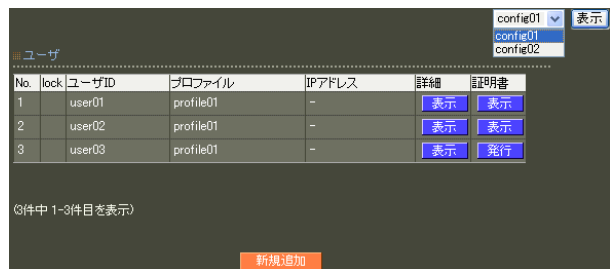 config01 表示
config01
config02
ユーザ
No. lock ユーザID プロファイル IPアドレス 詳細 証明書
1 user01 profile01 - 表示 表示
2 user02 profile01 - 表示 表示
3 user03 profile01 - 表示 発行
(3件中 1-3件目を表示)
新規追加